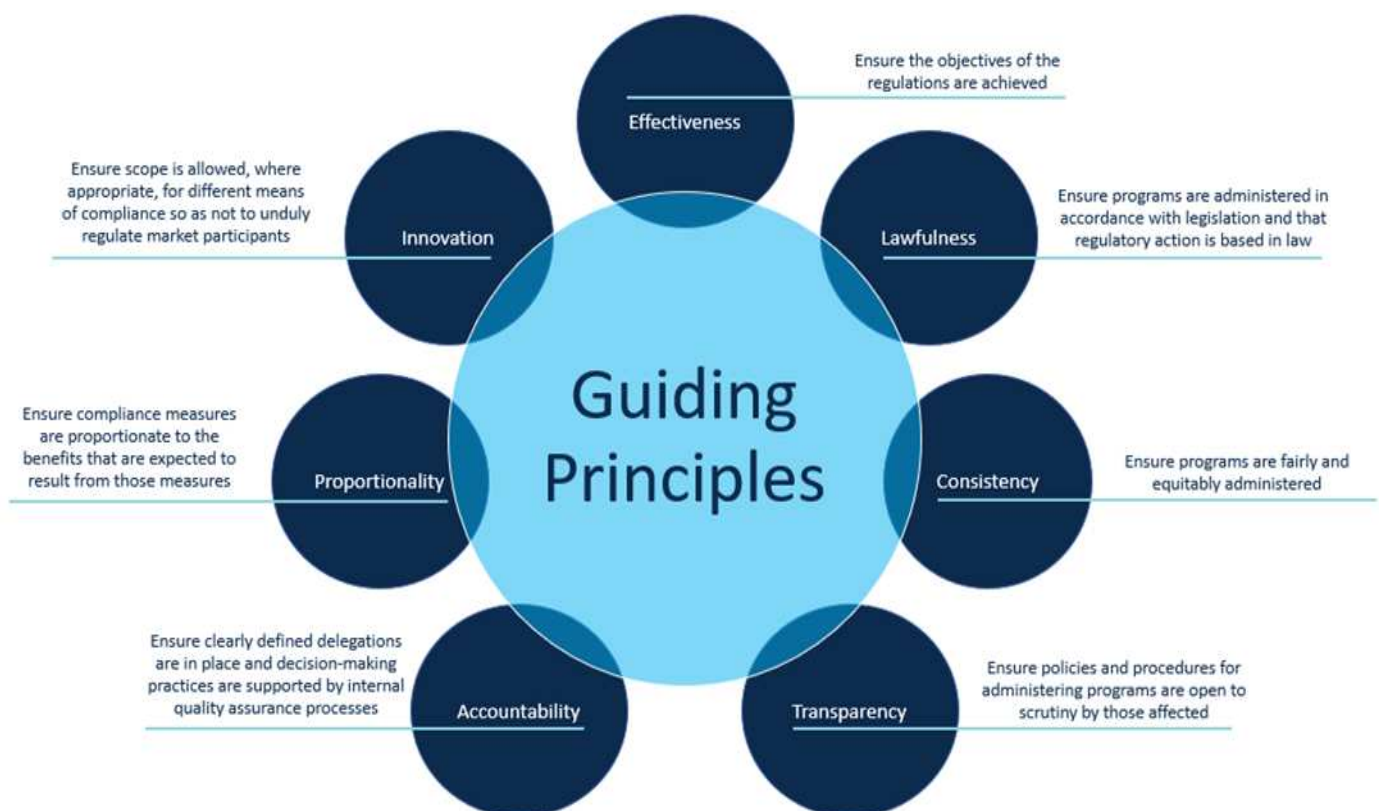 Ensure the objectives of the
regulations are achieved
Effectiveness
Ensure programs are administered in
accordance with legislation and that
regulatory action is based in law
Lawfulness
Ensure programs are fairly and
equitably administered
Consistency
Ensure policies and procedures for
administering programs are open to
scrutiny by those affected
Transparency
Ensure clearly defined delegations
are in place and decision-making
practices are supported by internal
quality assurance processes
Accountability
Ensure compliance measures
are proportionate to the
benefits that are expected to
result from those measures
Proportionality
Ensure scope is allowed, where
appropriate, for different means
of compliance so as not to unduly
regulate market participants
Innovation
Guiding
Principles